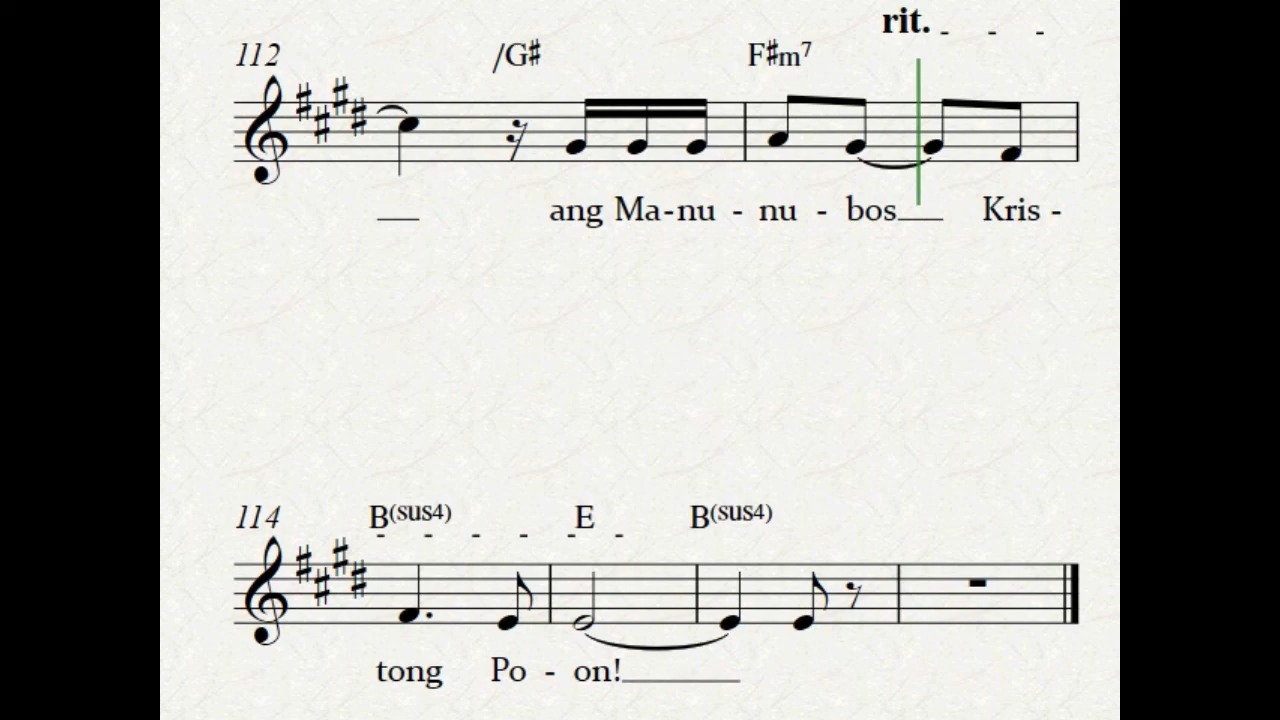 rit. - - -
112 /G♯ F♯m7
ang Ma-nu - nu - bos Kris -
114 B(sus4) E B(sus4)
- - - - - -
tong Po - on!